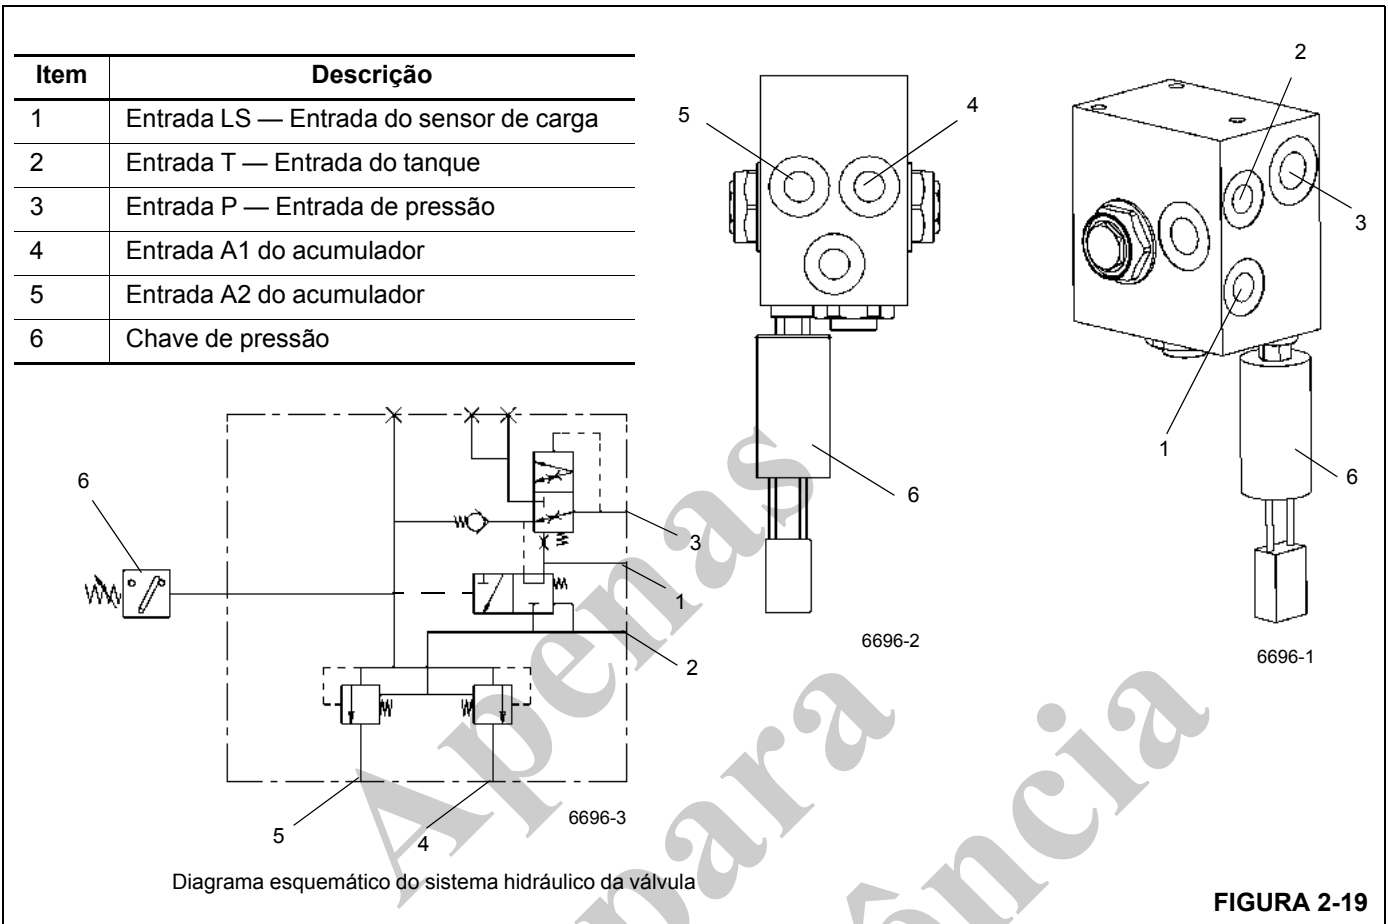 Item Descrição
1 Entrada LS — Entrada do sensor de carga
2 Entrada T — Entrada do tanque
3 Entrada P — Entrada de pressão
4 Entrada A1 do acumulador
5 Entrada A2 do acumulador
6 Chave de pressão
5
4
6
6696-2
2
3
1
6
6696-1
6
3
1
2
5
4
6696-3
Diagrama esquemático do sistema hidráulico da válvula
FIGURA 2-19
Apenas
para
ência